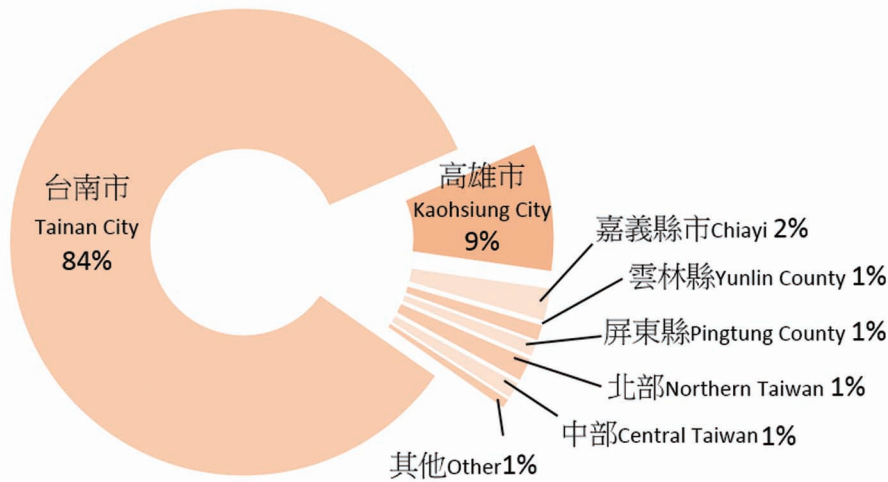 台南市
Tainan City
84%
高雄市
Kaohsiung City
9%
嘉義縣市Chiayi 2%
雲林縣Yunlin County 1%
屏東縣Pingtung County 1%
北部Northern Taiwan 1%
中部Central Taiwan 1%
其他Other1%